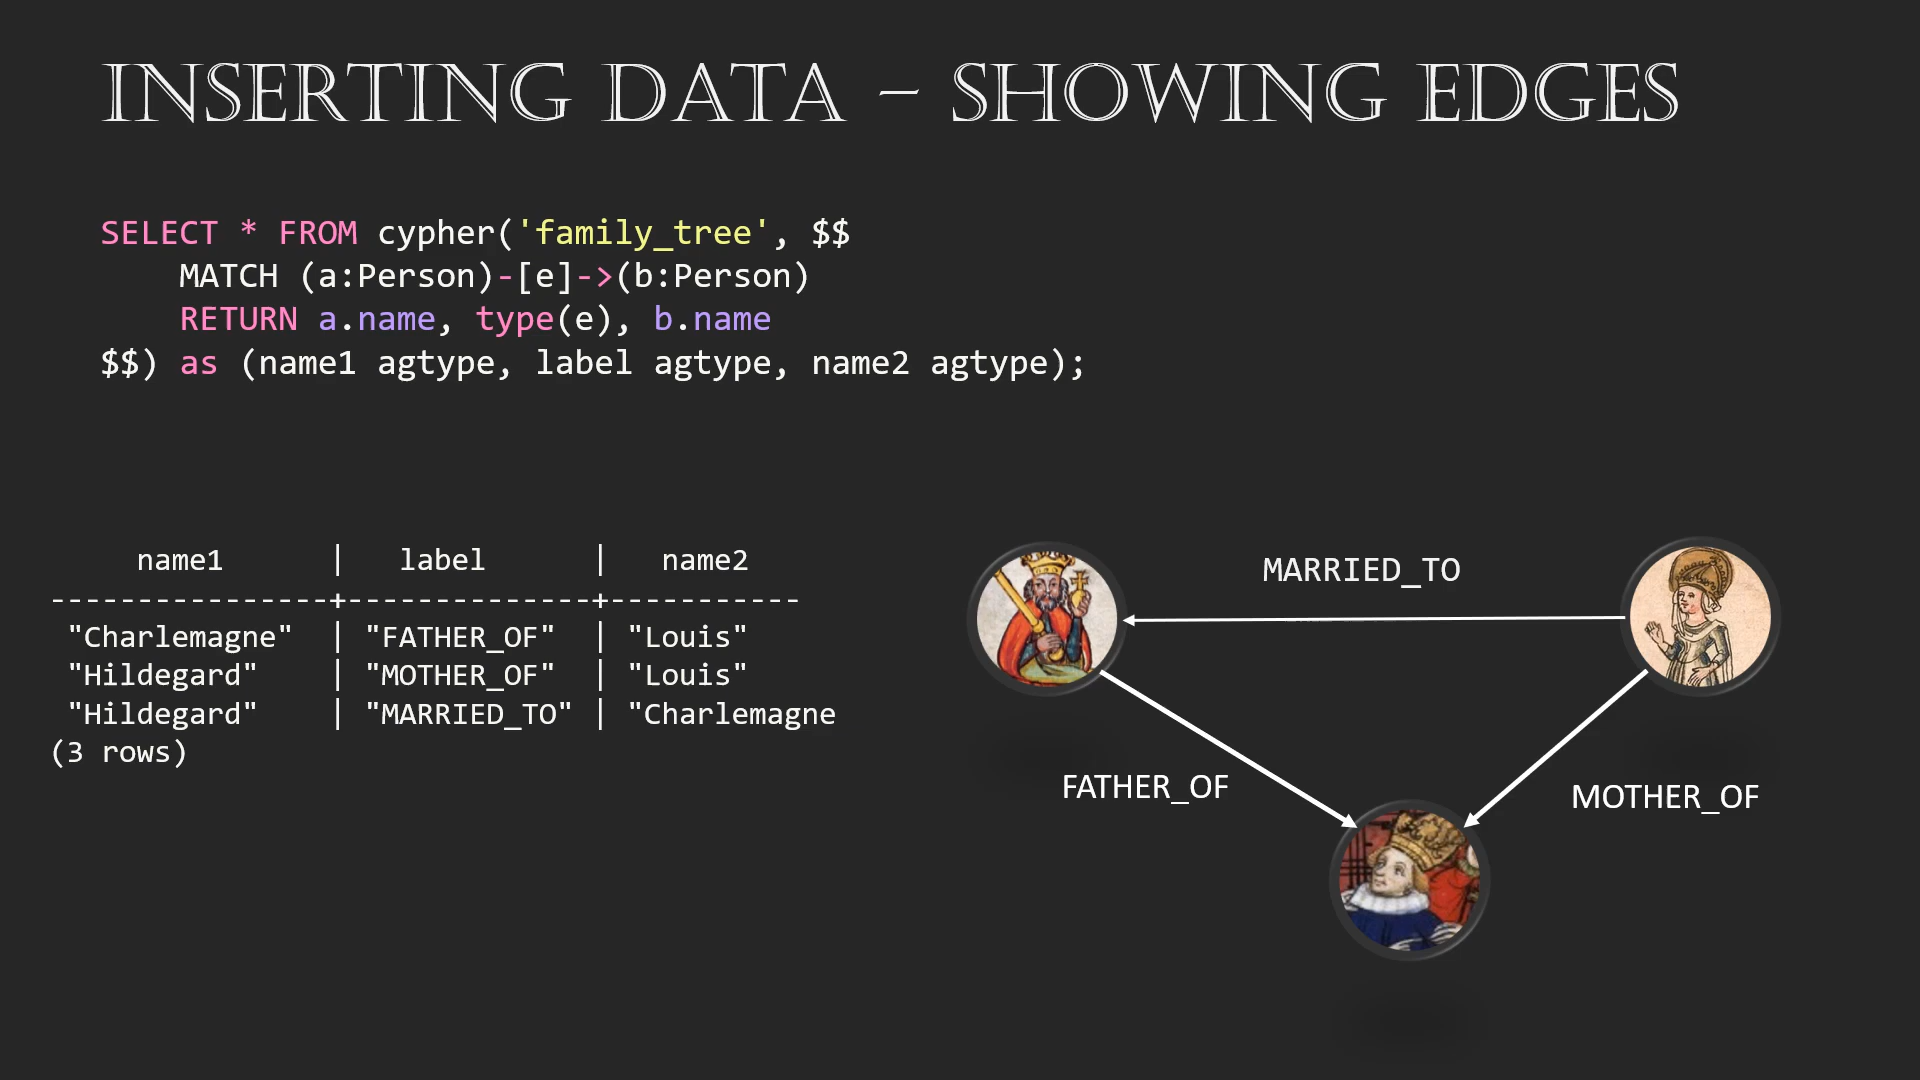 INSERTING DATA – SHOWING EDGES
SELECT * FROM cypher('family_tree', $$
MATCH (a:Person)-[e]->(b:Person)
RETURN a.name, type(e), b.name
$$) as (name1 agtype, label agtype, name2 agtype);
name1 | label | name2
----------------+--------------+-----------
"Charlemagne" | "FATHER_OF" | "Louis"
"Hildegard" | "MOTHER_OF" | "Louis"
"Hildegard" | "MARRIED_TO" | "Charlemagne
(3 rows)
MARRIED_TO
FATHER_OF
MOTHER_OF